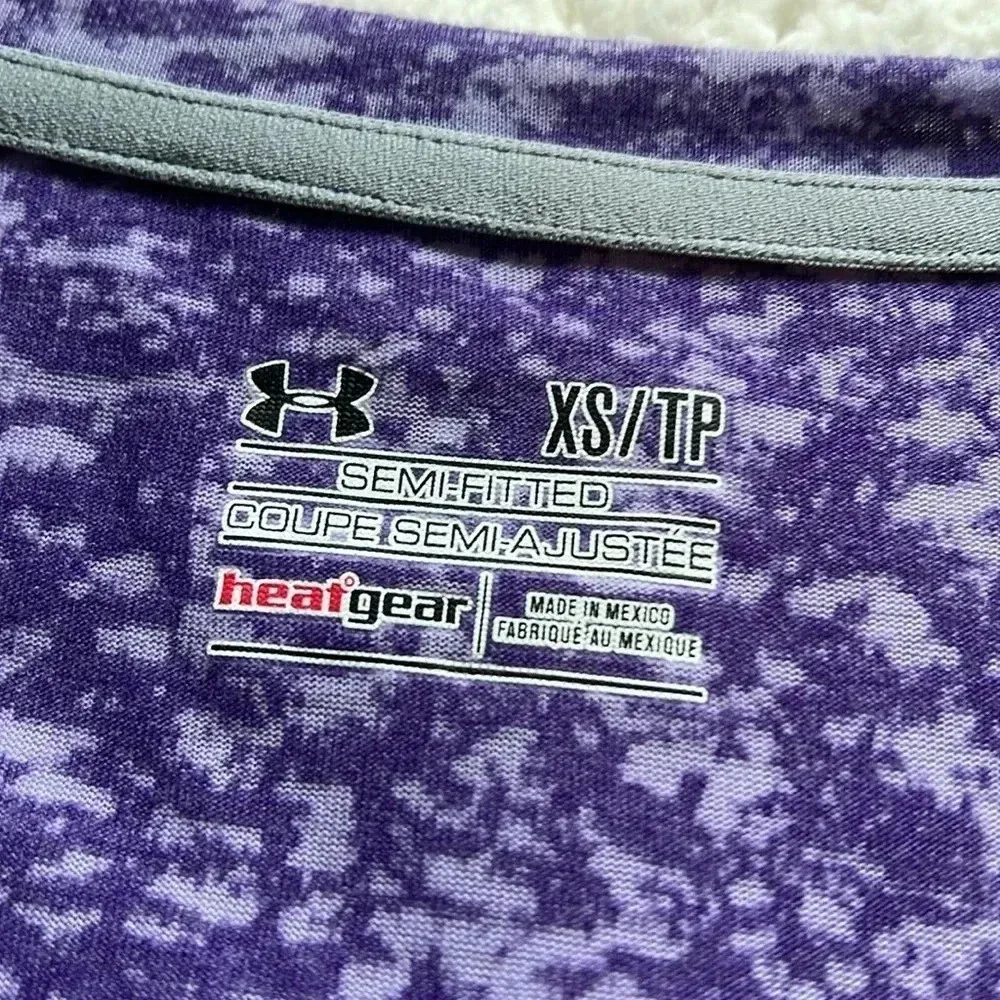 XS/TP
SEMI-FITTED
COUPE SEMI-AJUSTÉE
heatgear
MADE IN MEXICO
FABRIQUÉ AU MEXIQUE